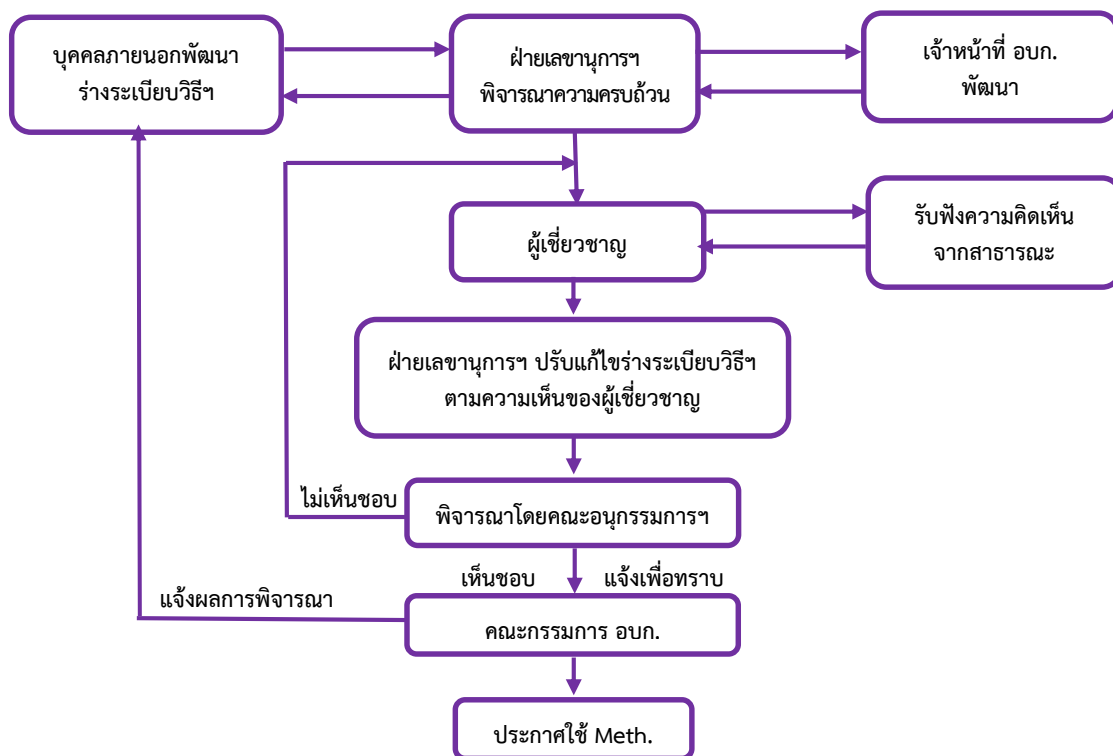 บุคคลภายนอกพัฒนา
ร่างระเบียบวิธีฯ
ฝ่ายเลขานุการฯ
พิจารณาความครบถ้วน
เจ้าหน้าที่ อบก.
พัฒนา
ผู้เชี่ยวชาญ
รับฟังความคิดเห็น
จากสาธารณะ
ฝ่ายเลขานุการฯ ปรับแก้ไขร่างระเบียบวิธีฯ
ตามความเห็นของผู้เชี่ยวชาญ
ไม่เห็นชอบ
พิจารณาโดยคณะอนุกรรมการฯ
เห็นชอบ
แจ้งเพื่อทราบ
แจ้งผลการพิจารณา
คณะกรรมการ อบก.
ประกาศใช้ Meth.